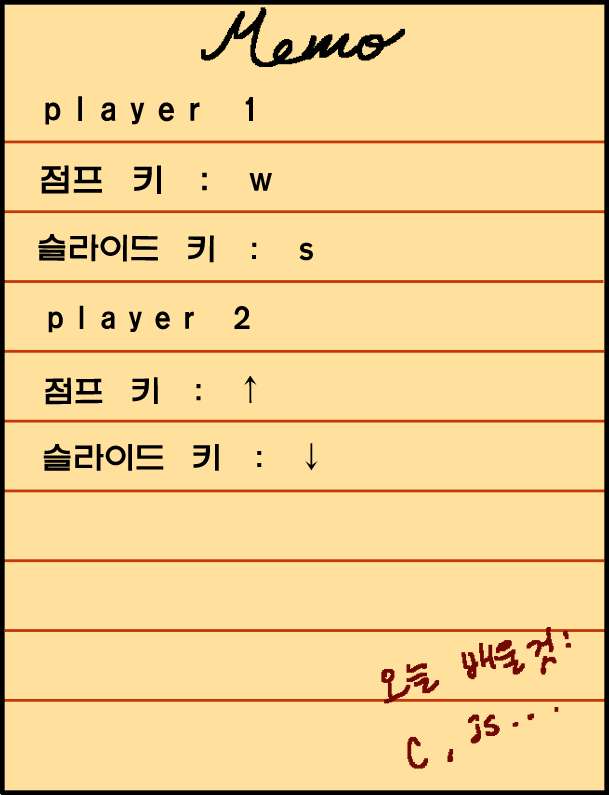 Memo
player 1
점프 키 : w
슬라이드 키 : s
player 2
점프 키 : ↑
슬라이드 키 : ↓
오늘 배울것:
C, js...